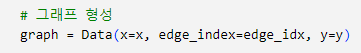 # 그래프 형성
graph = Data(x=x, edge_index=edge_idx, y=y)